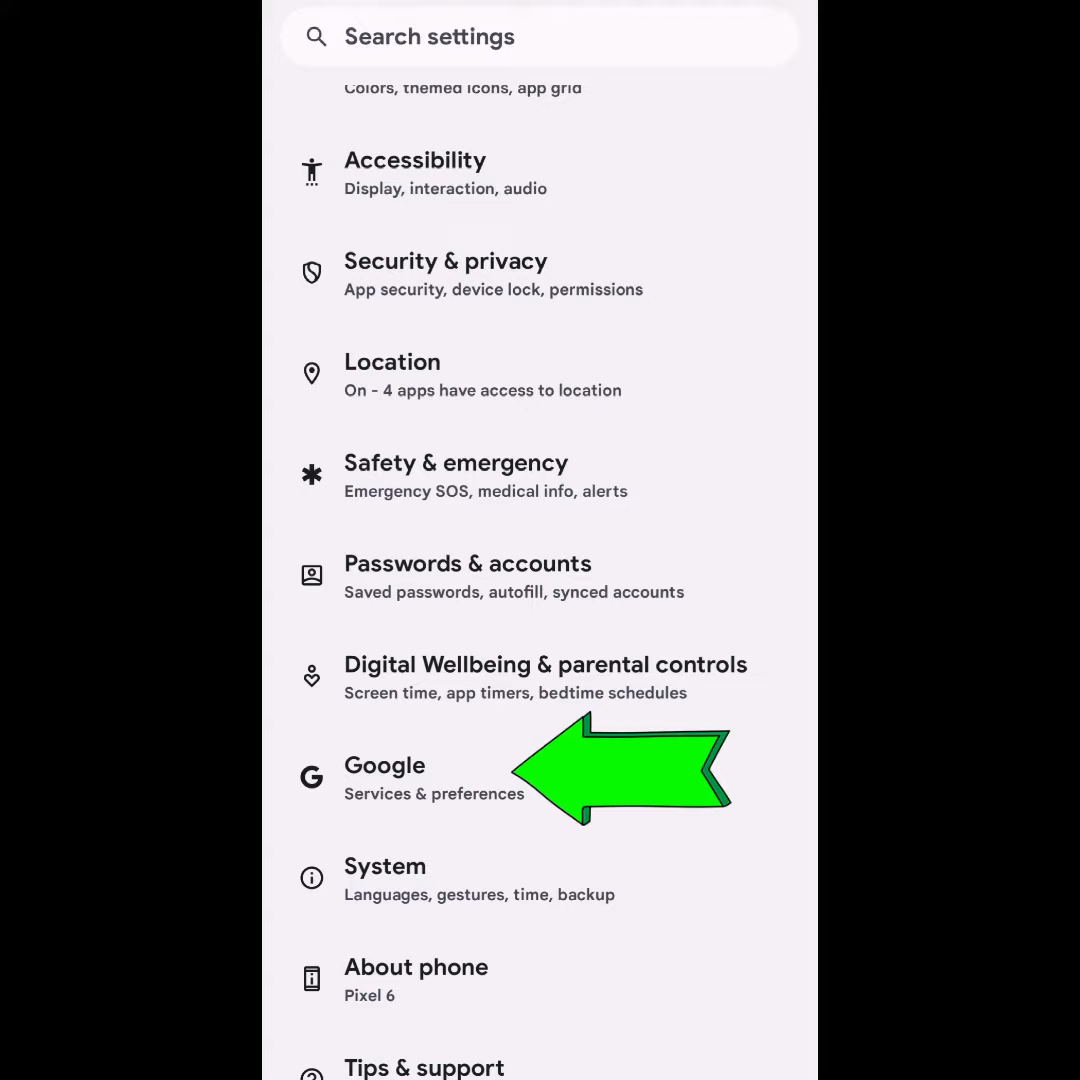 Search settings
Colors, themed icons, app grid
Accessibility
Display, interaction, audio
Security & privacy
App security, device lock, permissions
Location
On - 4 apps have access to location
Safety & emergency
Emergency SOS, medical info, alerts
Passwords & accounts
Saved passwords, autofill, synced accounts
Digital Wellbeing & parental controls
Screen time, app timers, bedtime schedules
Google
Services & preferences
System
Languages, gestures, time, backup
About phone
Pixel 6
Tips & support